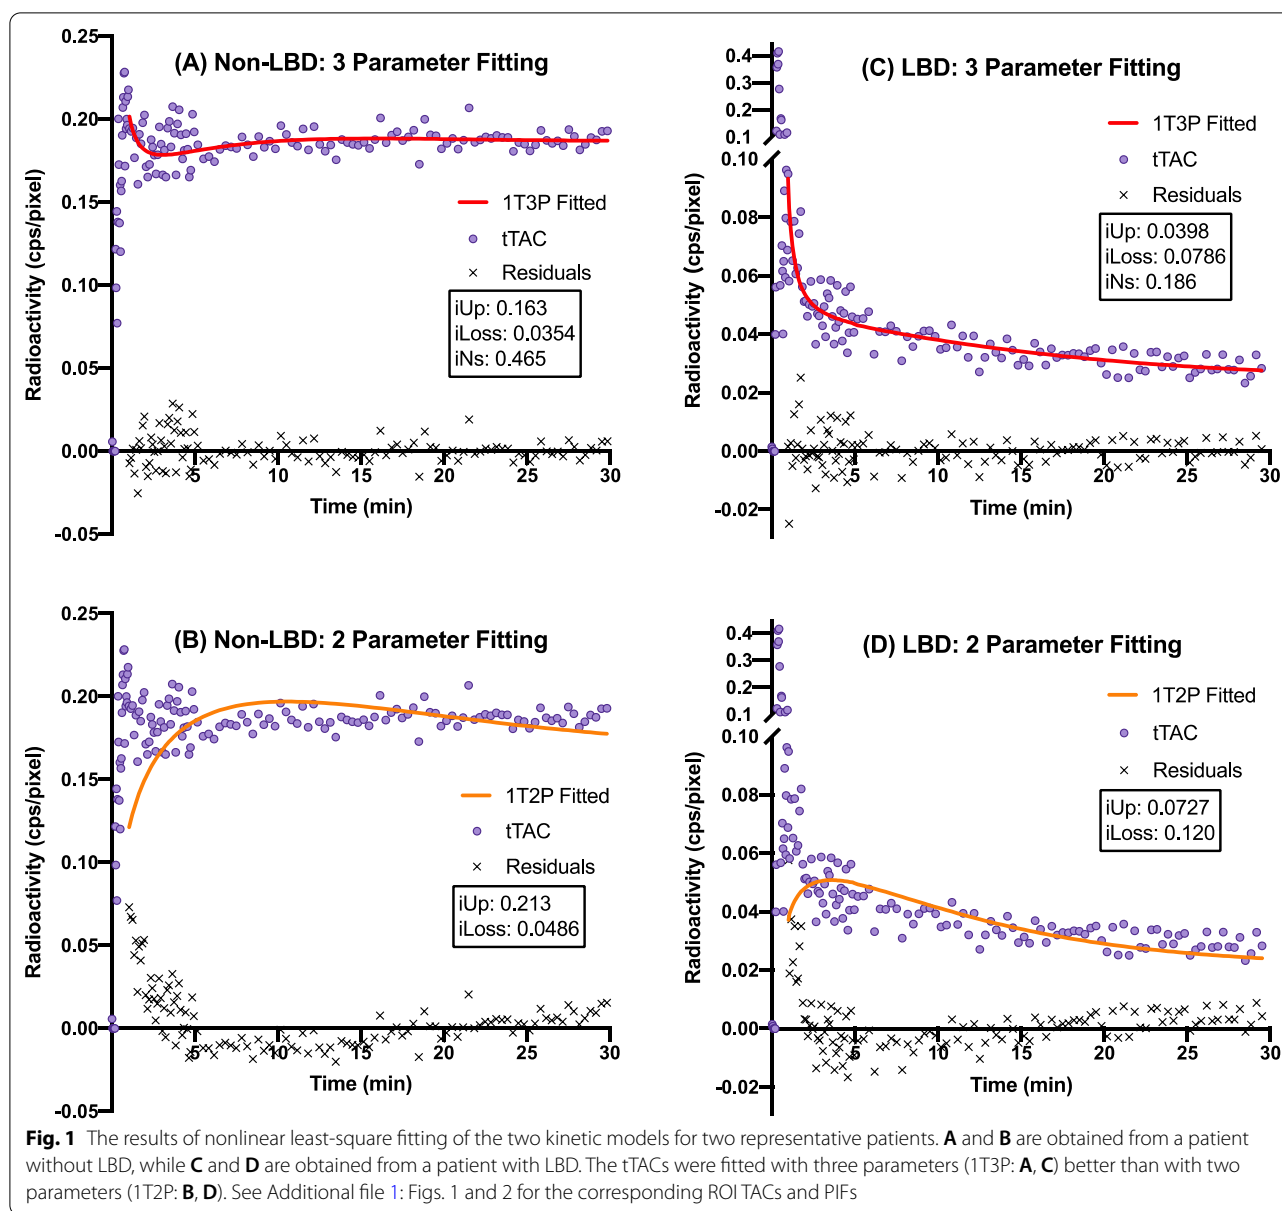 (A) Non-LBD: 3 Parameter Fitting
0.25
0.20
0.15
0.10
0.05
0.00
-0.05
Radioactivity (cps/pixel)
1T3P Fitted
tTAC
Residuals
iUp: 0.163
iLoss: 0.0354
iNs: 0.465
5 10 15 20 25 30
Time (min)
(C) LBD: 3 Parameter Fitting
0.4
0.3
0.2
0.1
0.10
0.08
0.06
0.04
0.02
0.00
-0.02
Radioactivity (cps/pixel)
1T3P Fitted
tTAC
Residuals
iUp: 0.0398
iLoss: 0.0786
iNs: 0.186
5 10 15 20 25 30
Time (min)
(B) Non-LBD: 2 Parameter Fitting
0.25
0.20
0.15
0.10
0.05
0.00
-0.05
Radioactivity (cps/pixel)
1T2P Fitted
tTAC
Residuals
iUp: 0.213
iLoss: 0.0486
5 10 15 20 25 30
Time (min)
(D) LBD: 2 Parameter Fitting
0.4
0.3
0.2
0.1
0.10
0.08
0.06
0.04
0.02
0.00
-0.02
Radioactivity (cps/pixel)
1T2P Fitted
tTAC
Residuals
iUp: 0.0727
iLoss: 0.120
5 10 15 20 25 30
Time (min)
Fig. 1 The results of nonlinear least-square fitting of the two kinetic models for two representative patients. A and B are obtained from a patient
without LBD, while C and D are obtained from a patient with LBD. The tTACs were fitted with three parameters (1T3P: A, C) better than with two
parameters (1T2P: B, D). See Additional file 1: Figs. 1 and 2 for the corresponding ROI TACs and PIFs